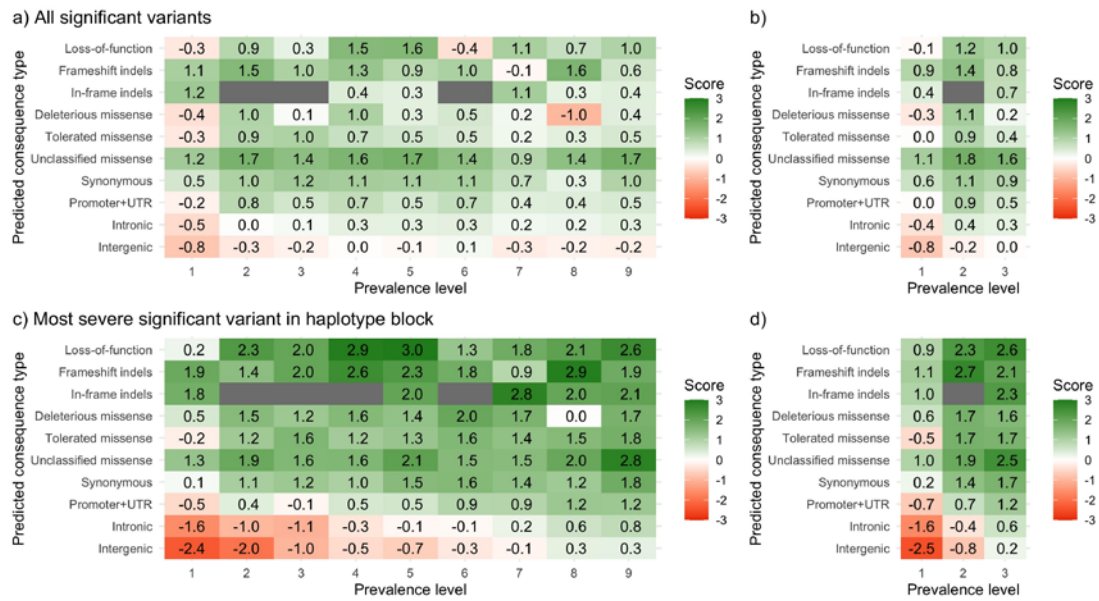 a) All significant variants
Predicted consequence type
Loss-of-function -0.3 0.9 0.3 1.5 1.6 -0.4 1.1 0.7 1.0
Frameshift indels 1.1 1.5 1.0 1.3 0.9 1.0 -0.1 1.6 0.6
In-frame indels 1.2 0.4 0.3 1.1 0.3 0.4
Deleterious missense -0.4 1.0 0.1 1.0 0.3 0.5 0.2 -1.0 0.4
Tolerated missense -0.3 0.9 1.0 0.7 0.5 0.5 0.2 0.3 0.5
Unclassified missense 1.2 1.7 1.4 1.6 1.7 1.4 0.9 1.4 1.7
Synonymous 0.5 1.0 1.2 1.1 1.1 1.1 0.7 0.3 1.0
Promoter+UTR -0.2 0.8 0.5 0.7 0.5 0.7 0.4 0.4 0.5
Intronic -0.5 0.0 0.1 0.3 0.3 0.3 0.2 0.2 0.3
Intergenic -0.8 -0.3 -0.2 0.0 -0.1 0.1 -0.3 -0.2 -0.2
1 2 3 4 5 6 7 8 9
Prevalence level
Score
3
2
1
0
-1
-2
-3
b)
Predicted consequence type
Loss-of-function -0.1 1.2 1.0
Frameshift indels 0.9 1.4 0.8
In-frame indels 0.4 0.7
Deleterious missense -0.3 1.1 0.2
Tolerated missense 0.0 0.9 0.4
Unclassified missense 1.1 1.8 1.6
Synonymous 0.6 1.1 0.9
Promoter+UTR 0.0 0.9 0.5
Intronic -0.4 0.4 0.3
Intergenic -0.8 -0.2 0.0
1 2 3
Prevalence level
Score
3
2
1
0
-1
-2
-3
c) Most severe significant variant in haplotype block
Predicted consequence type
Loss-of-function 0.2 2.3 2.0 2.9 3.0 1.3 1.8 2.1 2.6
Frameshift indels 1.9 1.4 2.0 2.6 2.3 1.8 0.9 2.9 1.9
In-frame indels 1.8 2.0 2.8 2.0 2.1
Deleterious missense 0.5 1.5 1.2 1.6 1.4 2.0 1.7 0.0 1.7
Tolerated missense -0.2 1.2 1.6 1.2 1.3 1.6 1.4 1.5 1.8
Unclassified missense 1.3 1.9 1.6 1.6 2.1 1.5 1.5 2.0 2.8
Synonymous 0.1 1.1 1.2 1.0 1.5 1.6 1.4 1.2 1.8
Promoter+UTR -0.5 0.4 -0.1 0.5 0.5 0.9 0.9 1.2 1.2
Intronic -1.6 -1.0 -1.1 -0.3 -0.1 -0.1 0.2 0.6 0.8
Intergenic -2.4 -2.0 -1.0 -0.5 -0.7 -0.3 -0.1 0.3 0.3
1 2 3 4 5 6 7 8 9
Prevalence level
Score
3
2
1
0
-1
-2
-3
d)
Predicted consequence type
Loss-of-function 0.9 2.3 2.6
Frameshift indels 1.1 2.7 2.1
In-frame indels 1.0 2.3
Deleterious missense 0.6 1.7 1.6
Tolerated missense -0.5 1.7 1.7
Unclassified missense 1.0 1.9 2.5
Synonymous 0.2 1.4 1.7
Promoter+UTR -0.7 0.7 1.2
Intronic -1.6 -0.4 0.6
Intergenic -2.5 -0.8 0.2
1 2 3
Prevalence level
Score
3
2
1
0
-1
-2
-3